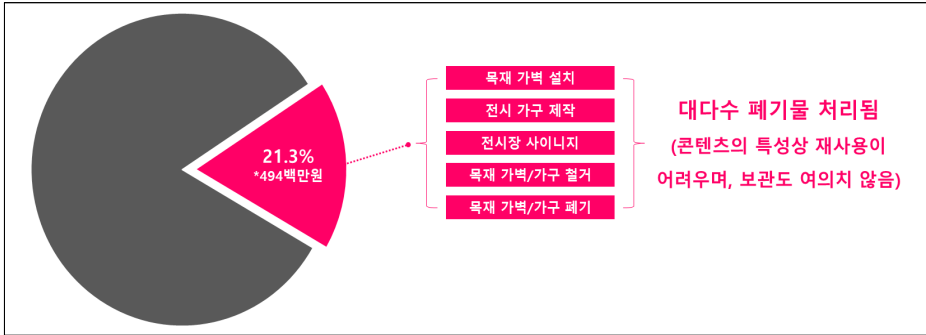 21.3%
*494백만원
목재 가벽 설치
전시 가구 제작
전시장 사이니지
목재 가벽/가구 철거
목재 가벽/가구 폐기
대다수 폐기물 처리됨
(콘텐츠의 특성상 재사용이
어려우며, 보관도 여의치 않음)